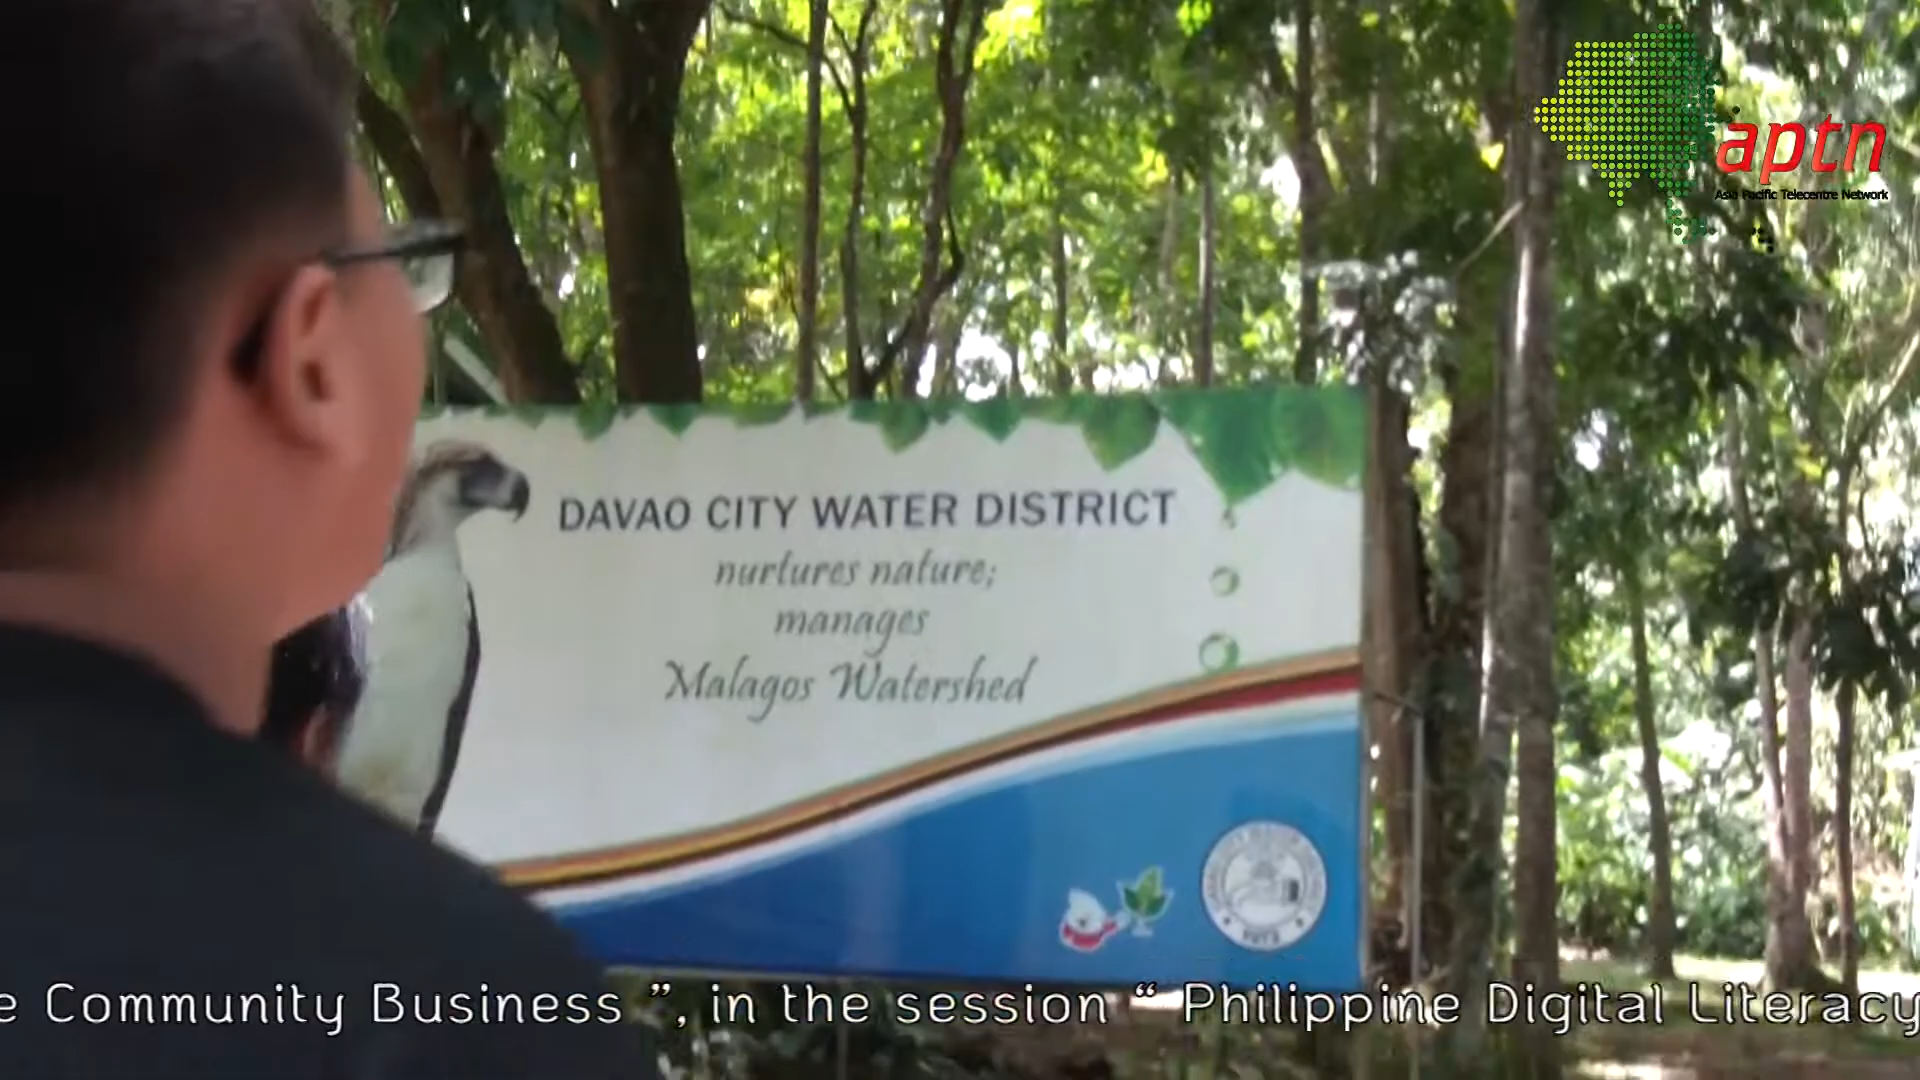 aptn
Asia Pacific Telecentre Network
DAVAO CITY WATER DISTRICT
nurtures nature;
manages
Malagos Watershed
1973
e Community Business ”, in the session “ Philippine Digital Literacy